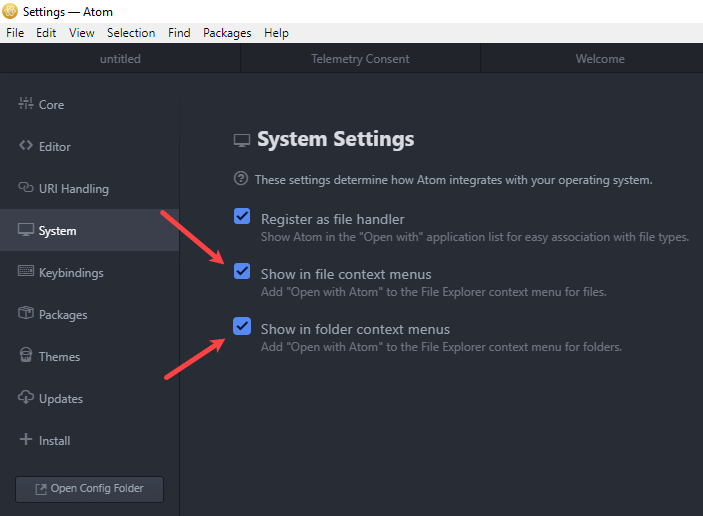 Settings — Atom
File Edit View Selection Find Packages Help
untitled Telemetry Consent Welcome
Core
Editor
URI Handling
System
Keybindings
Packages
Themes
Updates
Install
Open Config Folder
System Settings
These settings determine how Atom integrates with your operating system.
Register as file handler
Show Atom in the "Open with" application list for easy association with file types.
Show in file context menus
Add "Open with Atom" to the File Explorer context menu for files.
Show in folder context menus
Add "Open with Atom" to the File Explorer context menu for folders.